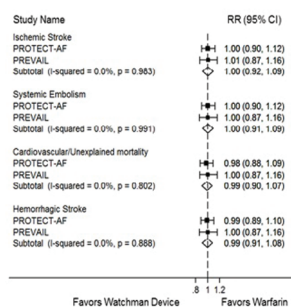 Study Name RR (95% CI)
Ischemic Stroke
PROTECT-AF 1.00 (0.90, 1.12)
PREVAIL 1.01 (0.87, 1.16)
Subtotal (I-squared = 0.0%, p = 0.983) 1.00 (0.92, 1.09)
Systemic Embolism
PROTECT-AF 1.00 (0.90, 1.12)
PREVAIL 1.00 (0.87, 1.16)
Subtotal (I-squared = 0.0%, p = 0.991) 1.00 (0.91, 1.09)
Cardiovascular/Unexplained mortality
PROTECT-AF 0.98 (0.88, 1.09)
PREVAIL 1.00 (0.87, 1.16)
Subtotal (I-squared = 0.0%, p = 0.802) 0.99 (0.90, 1.07)
Hemorrhagic Stroke
PROTECT-AF 0.99 (0.89, 1.10)
PREVAIL 1.00 (0.87, 1.16)
Subtotal (I-squared = 0.0%, p = 0.888) 0.99 (0.91, 1.08)
.8 1 1.2
Favors Watchman Device Favors Warfarin